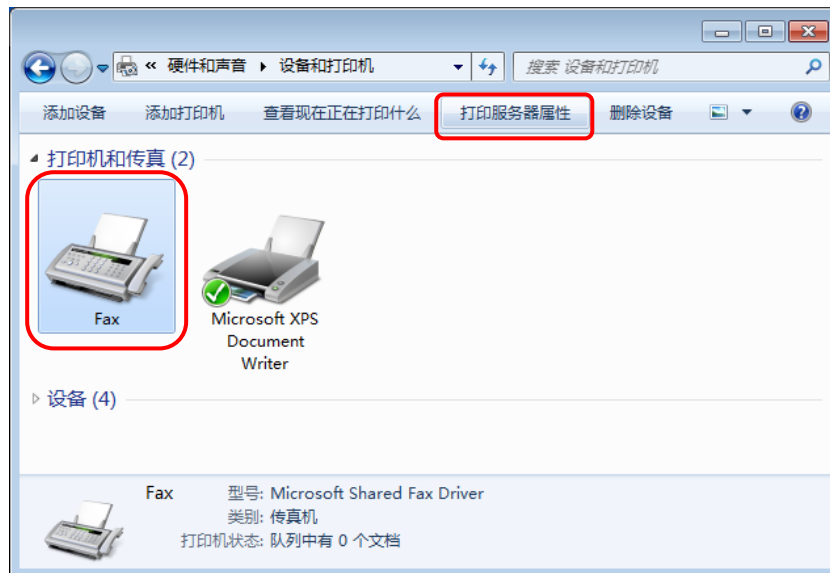 « 硬件和声音 ▸ 设备和打印机
搜索 设备和打印机
添加设备 添加打印机 查看现在正在打印什么 打印服务器属性 删除设备
打印机和传真 (2)
Fax
Microsoft XPS
Document
Writer
设备 (4)
Fax 型号: Microsoft Shared Fax Driver
类别: 传真机
打印机状态: 队列中有 0 个文档